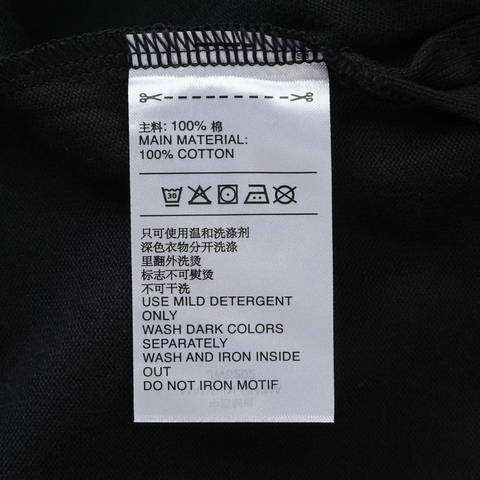 主料: 100% 棉
MAIN MATERIAL:
100% COTTON
30
只可使用温和洗涤剂
深色衣物分开洗涤
里翻外洗烫
标志不可熨烫
不可干洗
USE MILD DETERGENT
ONLY
WASH DARK COLORS
SEPARATELY
WASH AND IRON INSIDE
OUT
DO NOT IRON MOTIF